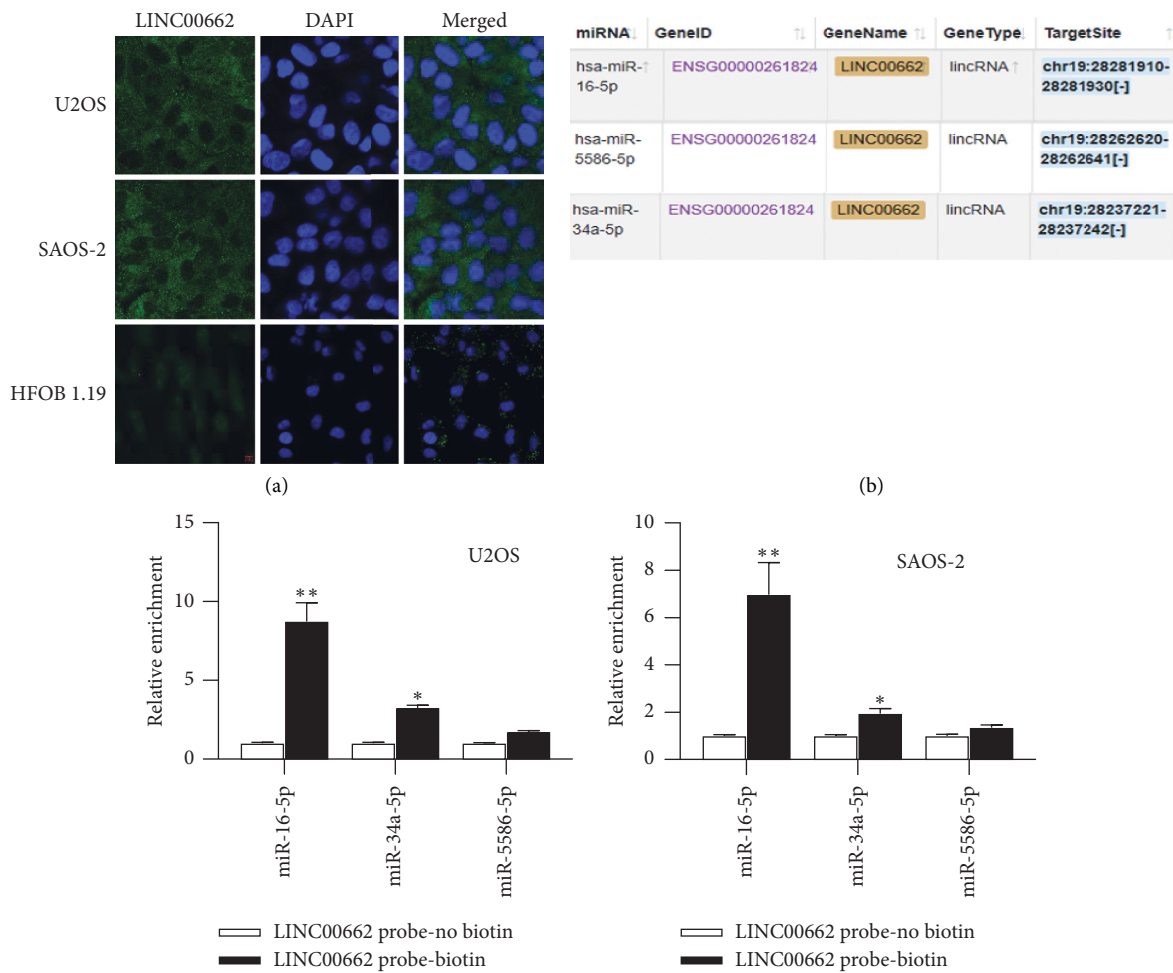 LINC00662 DAPI Merged
U2OS
SAOS-2
HFOB 1.19
(a)
miRNA GeneID GeneName GeneType TargetSite
hsa-miR- ENSG00000261824 LINC00662 lincRNA chr19:28281910-
16-5p 28281930[-]
hsa-miR- ENSG00000261824 LINC00662 lincRNA chr19:28262620-
5586-5p 28262641[-]
hsa-miR- ENSG00000261824 LINC00662 lincRNA chr19:28237221-
34a-5p 28237242[-]
(b)
Relative enrichment
15
10
5
0
U2OS
**
*
miR-16-5p
miR-34a-5p
miR-5586-5p
LINC00662 probe-no biotin
LINC00662 probe-biotin
Relative enrichment
10
8
6
4
2
0
SAOS-2
**
*
miR-16-5p
miR-34a-5p
miR-5586-5p
LINC00662 probe-no biotin
LINC00662 probe-biotin